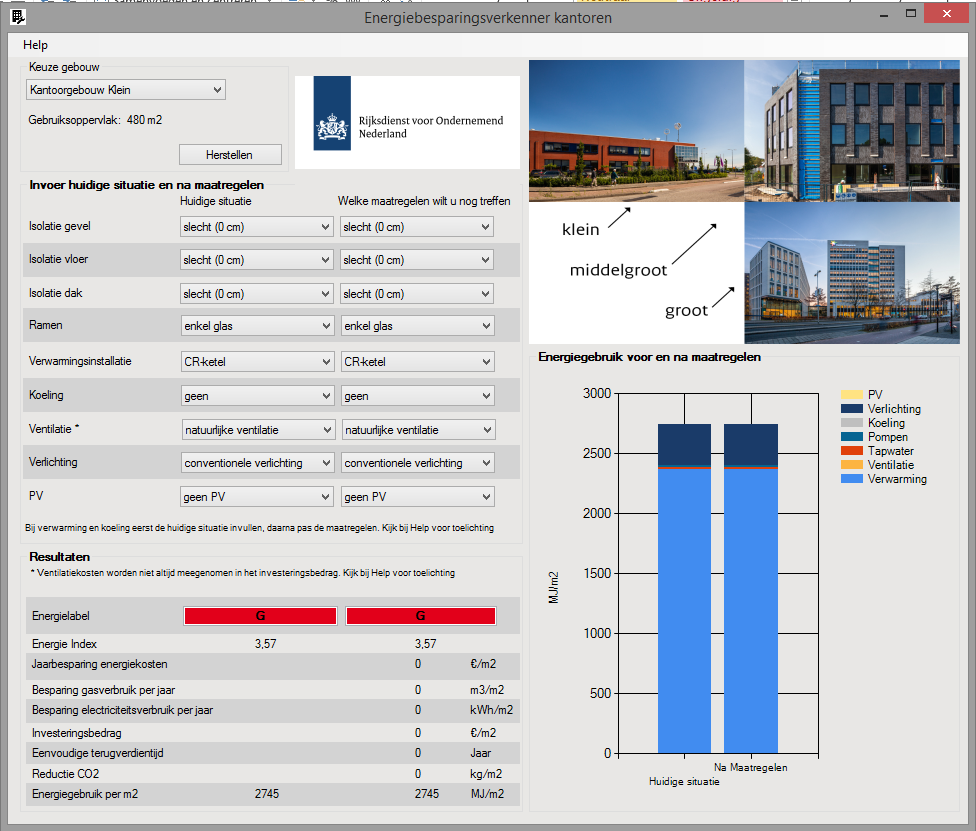 Energiebesparingsverkenner kantoren
Help
Keuze gebouw
Kantoorgebouw Klein
Gebruiksoppervlak: 480 m2
Herstellen
Rijksdienst voor Ondernemend
Nederland
klein
middelgroot
groot
Invoer huidige situatie en na maatregelen
Huidige situatie Welke maatregelen wilt u nog treffen
Isolatie gevel slecht (0 cm) slecht (0 cm)
Isolatie vloer slecht (0 cm) slecht (0 cm)
Isolatie dak slecht (0 cm) slecht (0 cm)
Ramen enkel glas enkel glas
Verwarmingsinstallatie CR-ketel CR-ketel
Koeling geen geen
Ventilatie * natuurlijke ventilatie natuurlijke ventilatie
Verlichting conventionele verlichting conventionele verlichting
PV geen PV geen PV
Bij verwarming en koeling eerst de huidige situatie invullen, daarna pas de maatregelen. Kijk bij Help voor toelichting
Resultaten
* Ventilatiekosten worden niet altijd meegenomen in het investeringsbedrag. Kijk bij Help voor toelichting
Energielabel G G
Energie Index 3,57 3,57
Jaarbesparing energiekosten 0 €/m2
Besparing gasverbruik per jaar 0 m3/m2
Besparing electriciteitsverbruik per jaar 0 kWh/m2
Investeringsbedrag 0 €/m2
Eenvoudige terugverdientijd 0 Jaar
Reductie CO2 0 kg/m2
Energiegebruik per m2 2745 2745 MJ/m2
Energiegebruik voor en na maatregelen
3000
2500
2000
1500
1000
500
0
MJ/m2
Na Maatregelen
Huidige situatie
PV
Verlichting
Koeling
Pompen
Tapwater
Ventilatie
Verwarming